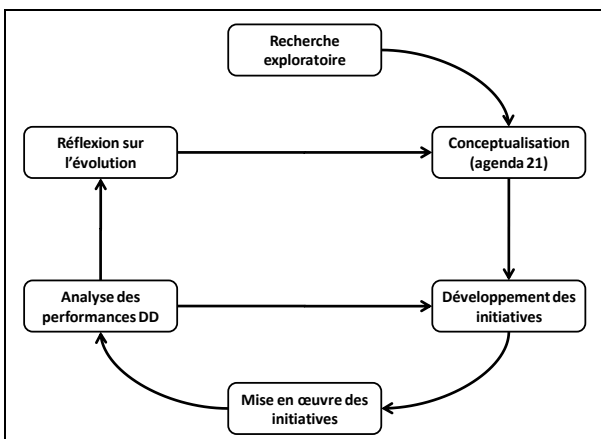 Recherche
exploratoire
Réflexion sur
l'évolution
Conceptualisation
(agenda 21)
Analyse des
performances DD
Développement des
initiatives
Mise en œuvre des
initiatives